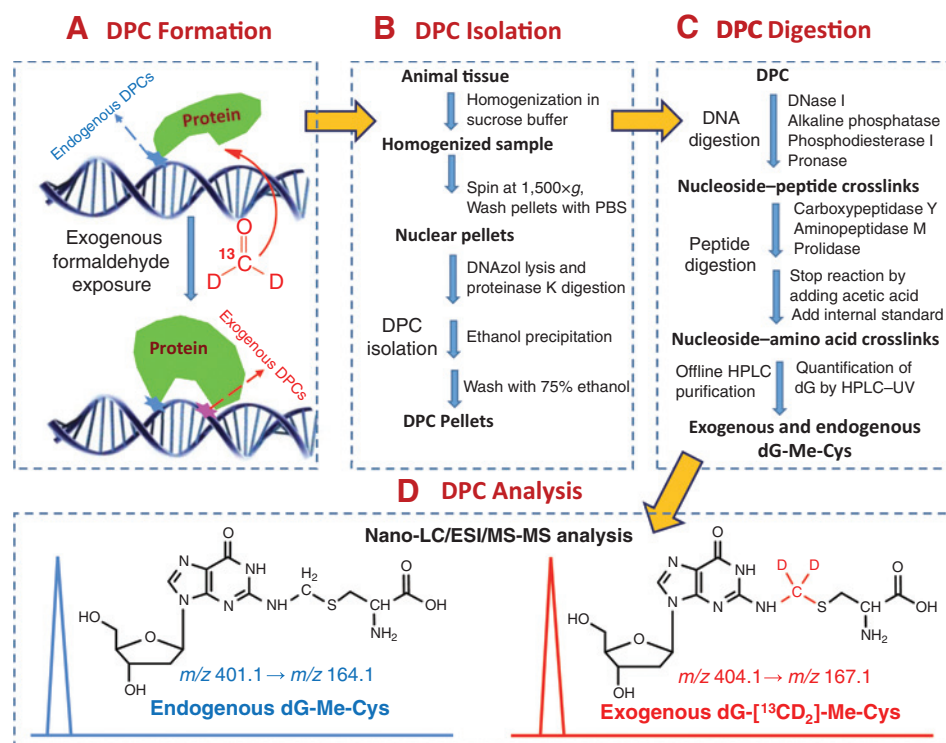 A DPC Formation
Endogenous DPCs
Protein
Exogenous
formaldehyde
exposure
O
13
C
D D
Protein
Exogenous DPCs
B DPC Isolation
Animal tissue
Homogenization in
sucrose buffer
Homogenized sample
Spin at 1,500×g,
Wash pellets with PBS
Nuclear pellets
DNAzol lysis and
proteinase K digestion
DPC
isolation
Ethanol precipitation
Wash with 75% ethanol
DPC Pellets
C DPC Digestion
DPC
DNA
digestion
DNase I
Alkaline phosphatase
Phosphodiesterase I
Pronase
Nucleoside–peptide crosslinks
Peptide
digestion
Carboxypeptidase Y
Aminopeptidase M
Prolidase
Stop reaction by
adding acetic acid
Add internal standard
Nucleoside–amino acid crosslinks
Offline HPLC
purification
Quantification of
dG by HPLC–UV
Exogenous and endogenous
dG-Me-Cys
D DPC Analysis
Nano-LC/ESI/MS-MS analysis
O
N NH H₂ O
C
N N NH S OH
HO NH₂
O
OH
m/z 401.1→ m/z 164.1
Endogenous dG-Me-Cys
O
N NH D D O
C
N N NH S OH
HO NH₂
O
OH
m/z 404.1→ m/z 167.1
Exogenous dG-[¹³CD₂]-Me-Cys